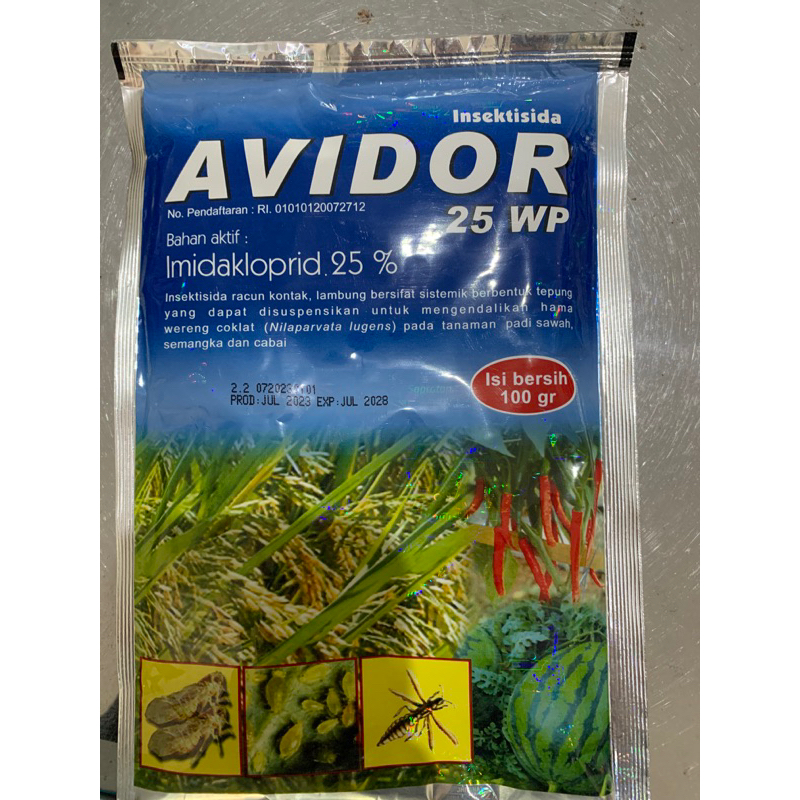 Insektisida
AVIDOR
25 WP
No. Pendaftaran : RI. 01010120072712
Bahan aktif :
Imidakloprid 25 %
Insektisida racun kontak, lambung bersifat sistemik berbentuk tepung
yang dapat disuspensikan untuk mengendalikan hama
wereng coklat (Nilaparvata lugens) pada tanaman padi sawah,
semangka dan cabai
Isi bersih
100 gr
PROD:JUL 2023 EXP:JUL 2028